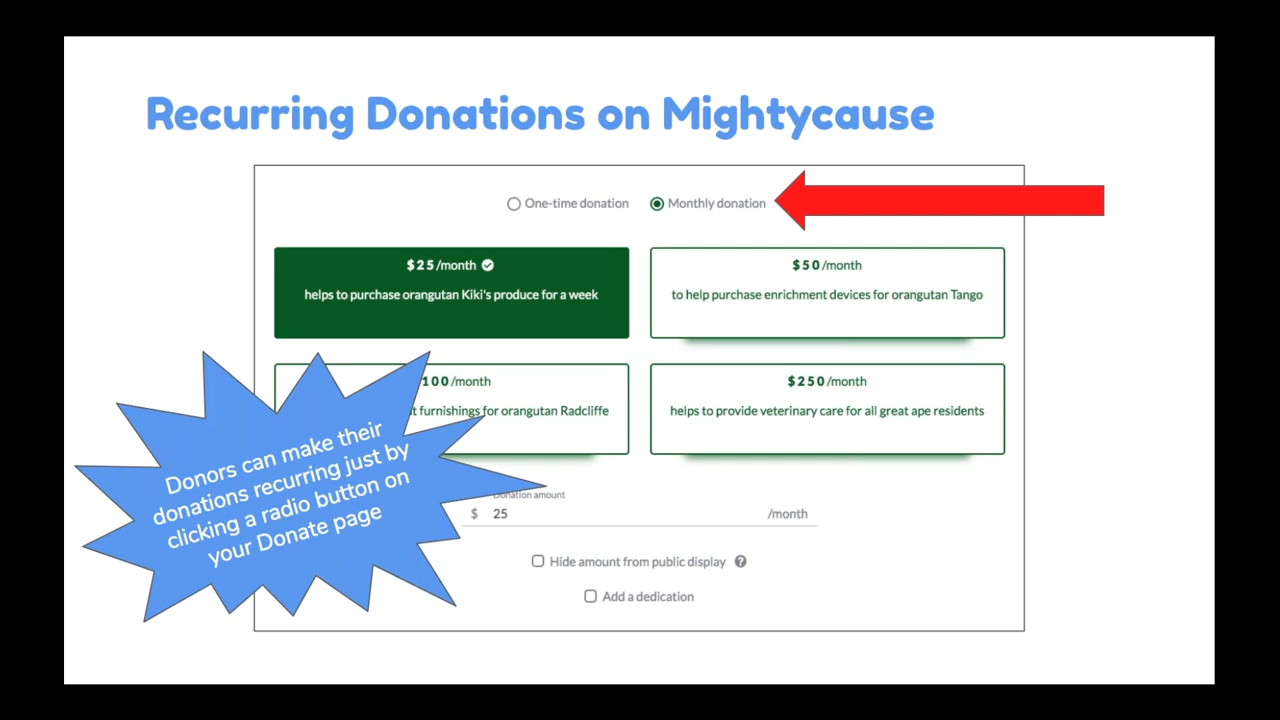 Recurring Donations on Mightycause
One-time donation
Monthly donation
$25/month
helps to purchase orangutan Kiki's produce for a week
$50/month
to help purchase enrichment devices for orangutan Tango
100/month
furnishings for orangutan Radcliffe
$250/month
helps to provide veterinary care for all great ape residents
Donors can make their
donations recurring just by
clicking a radio button on
your Donate page
Donation amount
$ 25 /month
Hide amount from public display ?
Add a dedication